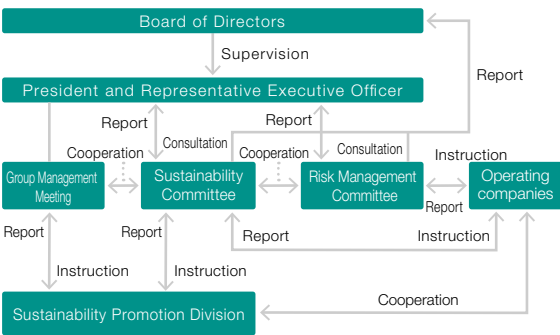 Board of Directors
Supervision
President and Representative Executive Officer
Report
Report
Report
Consultation
Consultation
Cooperation
Cooperation
Instruction
Group Management
Meeting
Sustainability
Committee
Risk Management
Committee
Operating
companies
Report
Report
Report
Report
Instruction
Instruction
Instruction
Cooperation
Sustainability Promotion Division